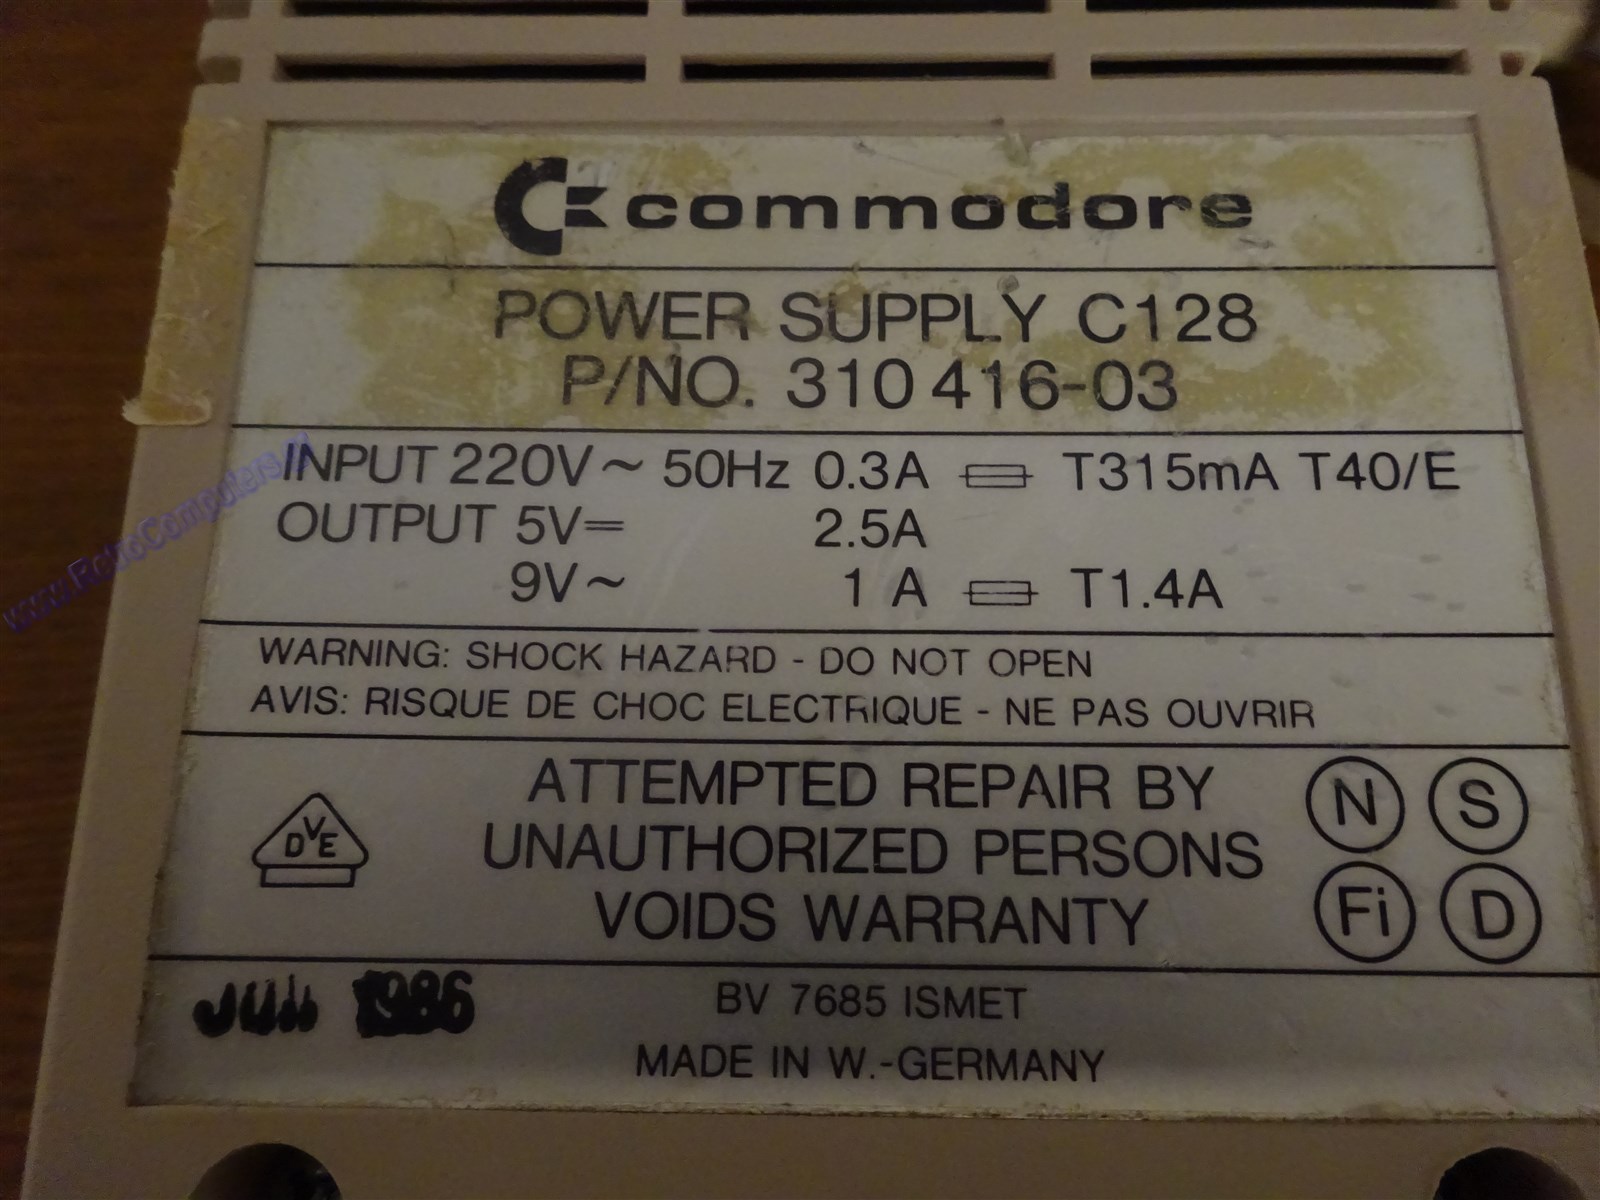 commodore
POWER SUPPLY C128
P/NO. 310 416-03
INPUT 220V ~ 50Hz 0.3A T315mA T40/E
OUTPUT 5V= 2.5A
9V ~ 1 A T1.4A
WARNING: SHOCK HAZARD - DO NOT OPEN
AVIS: RISQUE DE CHOC ELECTRIQUE - NE PAS OUVRIR
DVE
ATTEMPTED REPAIR BY
UNAUTHORIZED PERSONS
VOIDS WARRANTY
N S
Fi D
1986
BV 7685 ISMET
MADE IN W.-GERMANY